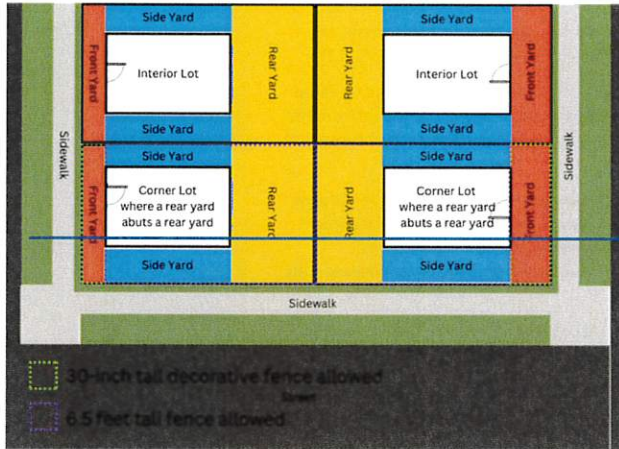 Side Yard
Side Yard
Front Yard
Interior Lot
Rear Yard
Rear Yard
Interior Lot
Front Yard
Side Yard
Side Yard
Sidewalk
Sidewalk
Side Yard
Side Yard
Front Yard
Corner Lot
where a rear yard
abuts a rear yard
Rear Yard
Rear Yard
Corner Lot
where a rear yard
abuts a rear yard
Front Yard
Side Yard
Side Yard
Sidewalk
30-inch tall decorative fence allowed
Street
6.5 feet tall fence allowed